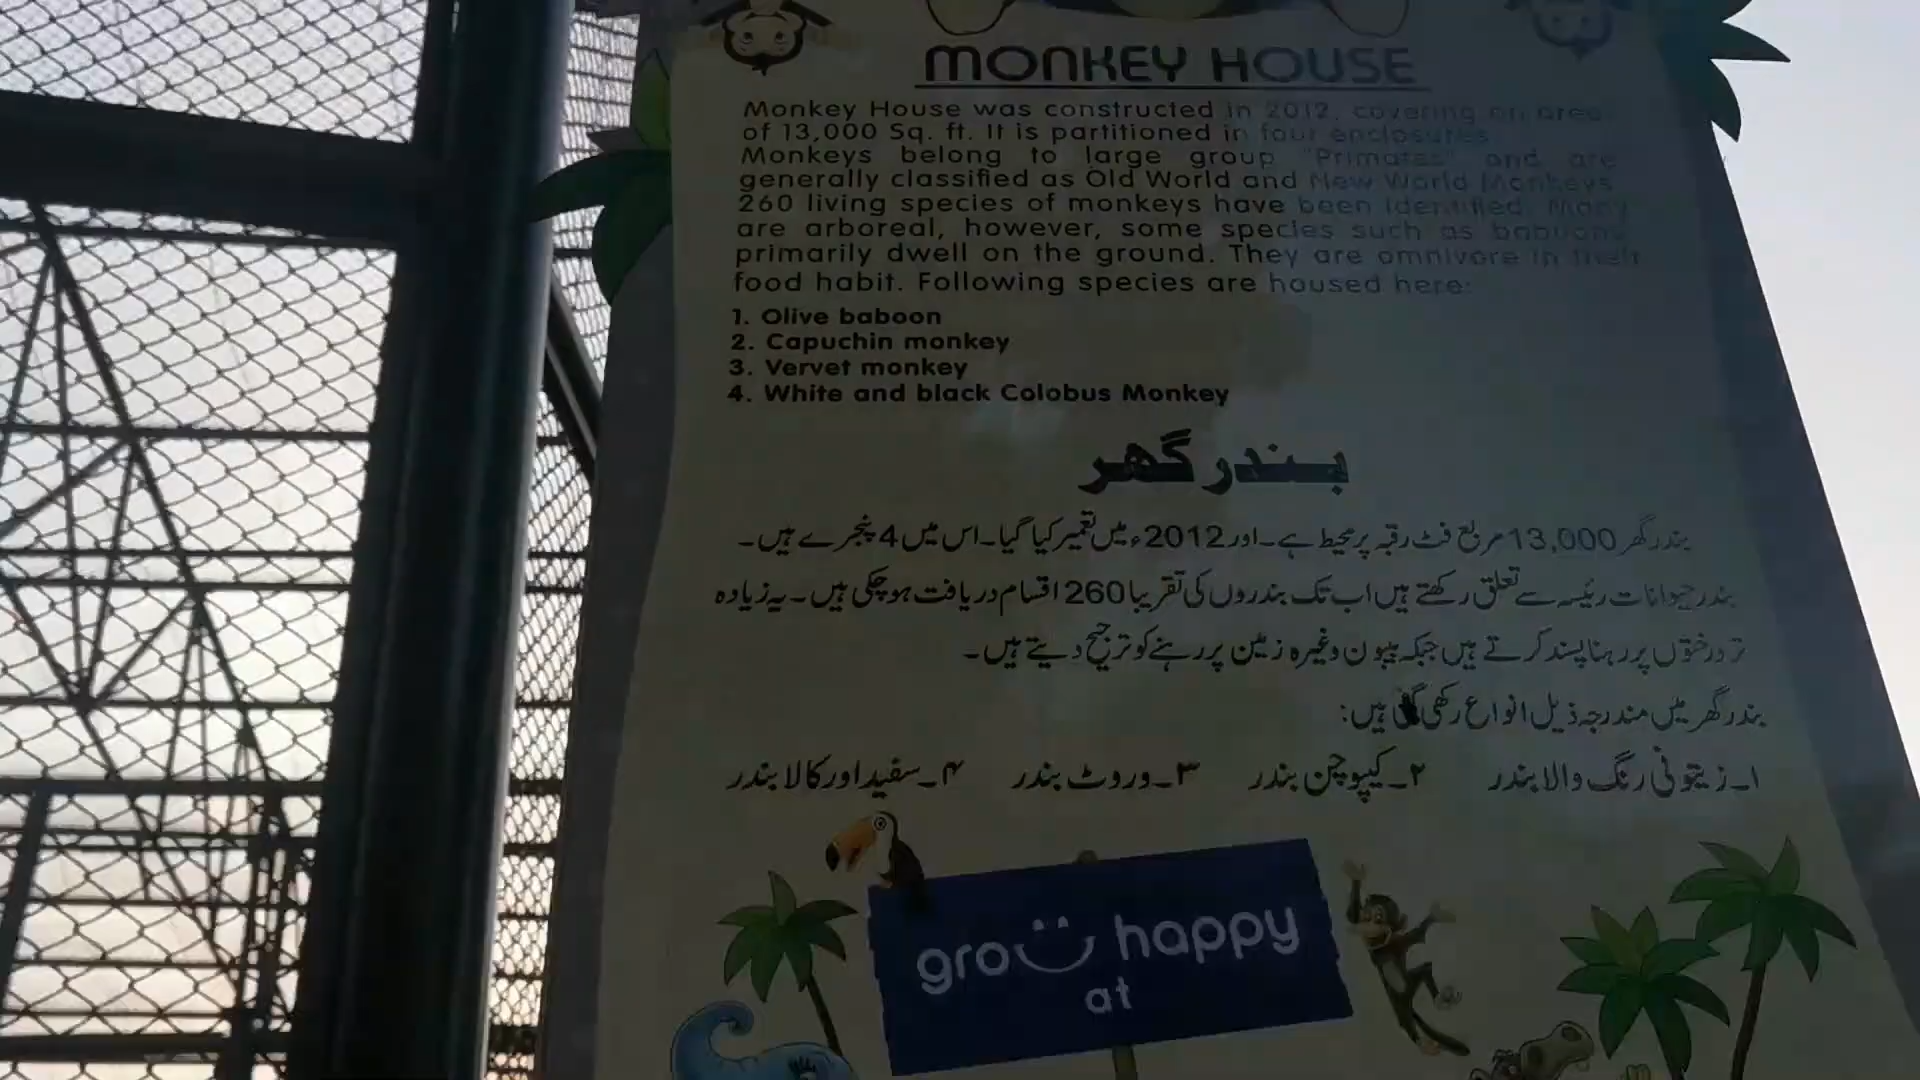 MONKEY HOUSE
Monkey House was constructed in 2012, covering an area
of 13,000 Sq. ft. It is partitioned in four enclosures.
Monkeys belong to large group "Primates" and are
generally classified as Old World and New World Monkeys.
260 living species of monkeys have been identified. Many
are arboreal, however, some species such as baboons
primarily dwell on the ground. They are omnivore in their
food habit. Following species are housed here:
1. Olive baboon
2. Capuchin monkey
3. Vervet monkey
4. White and black Colobus Monkey
بندر گھر
بندر گھر 13,000 مربع فٹ رقبہ پر محیط ہے۔ اور 2012ء میں تعمیر کیا گیا۔ اس میں 4 پنجرے ہیں۔
بندر حیوانات رئیسہ سے تعلق رکھتے ہیں اب تک بندروں کی تقریبا 260 اقسام دریافت ہو چکی ہیں۔ یہ زیادہ
تر درختوں پر رہنا پسند کرتے ہیں جبکہ بیبون وغیرہ زمین پر رہنے کو ترجیح دیتے ہیں۔
بندر گھر میں مندرجہ ذیل انواع رکھی گئی ہیں:
۱۔ زیتونی رنگ والا بندر ۲۔ کیپوچن بندر ۳۔ وروٹ بندر ۴۔ سفید اور کالا بندر
grow happy
at